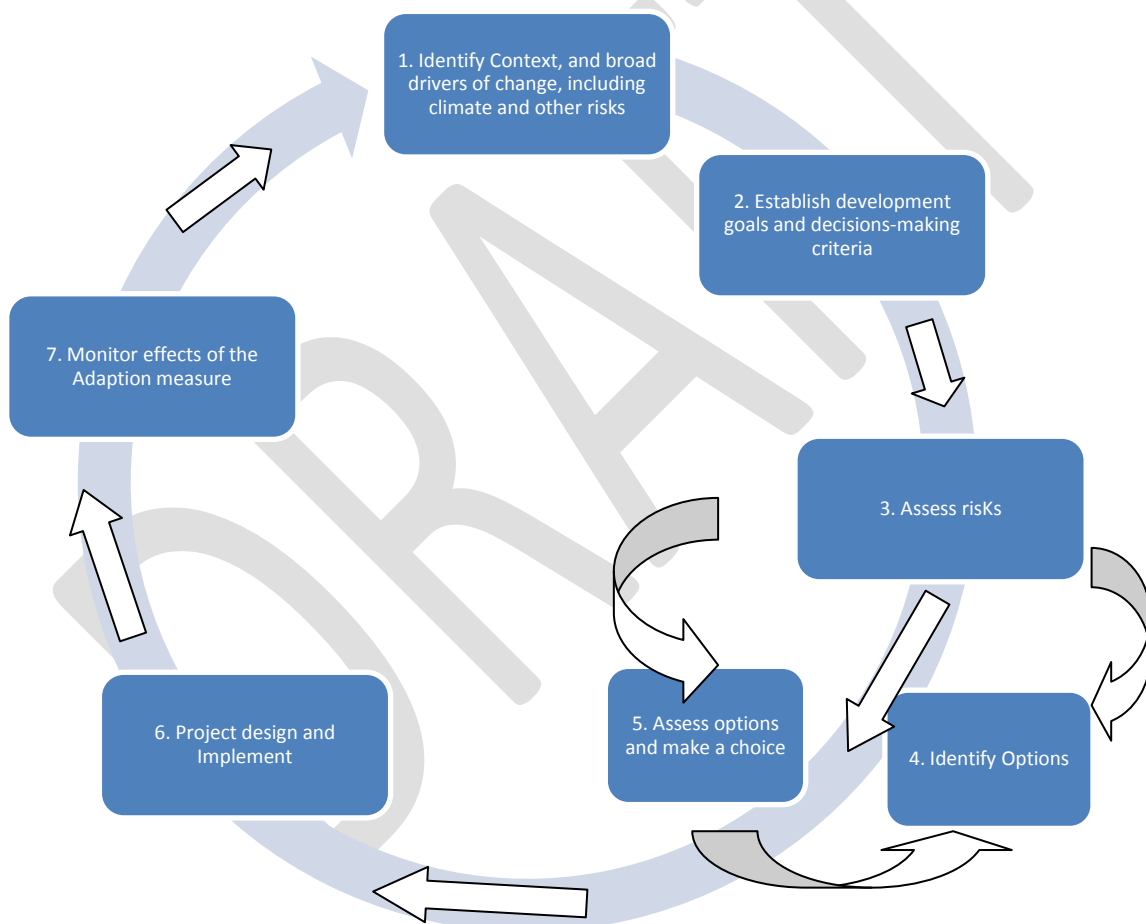 1. Identify Context, and broad
drivers of change, including
climate and other risks
2. Establish development
goals and decisions-making
criteria
3. Assess risKs
4. Identify Options
5. Assess options
and make a choice
6. Project design and
Implement
7. Monitor effects of the
Adaption measure
DRAFT